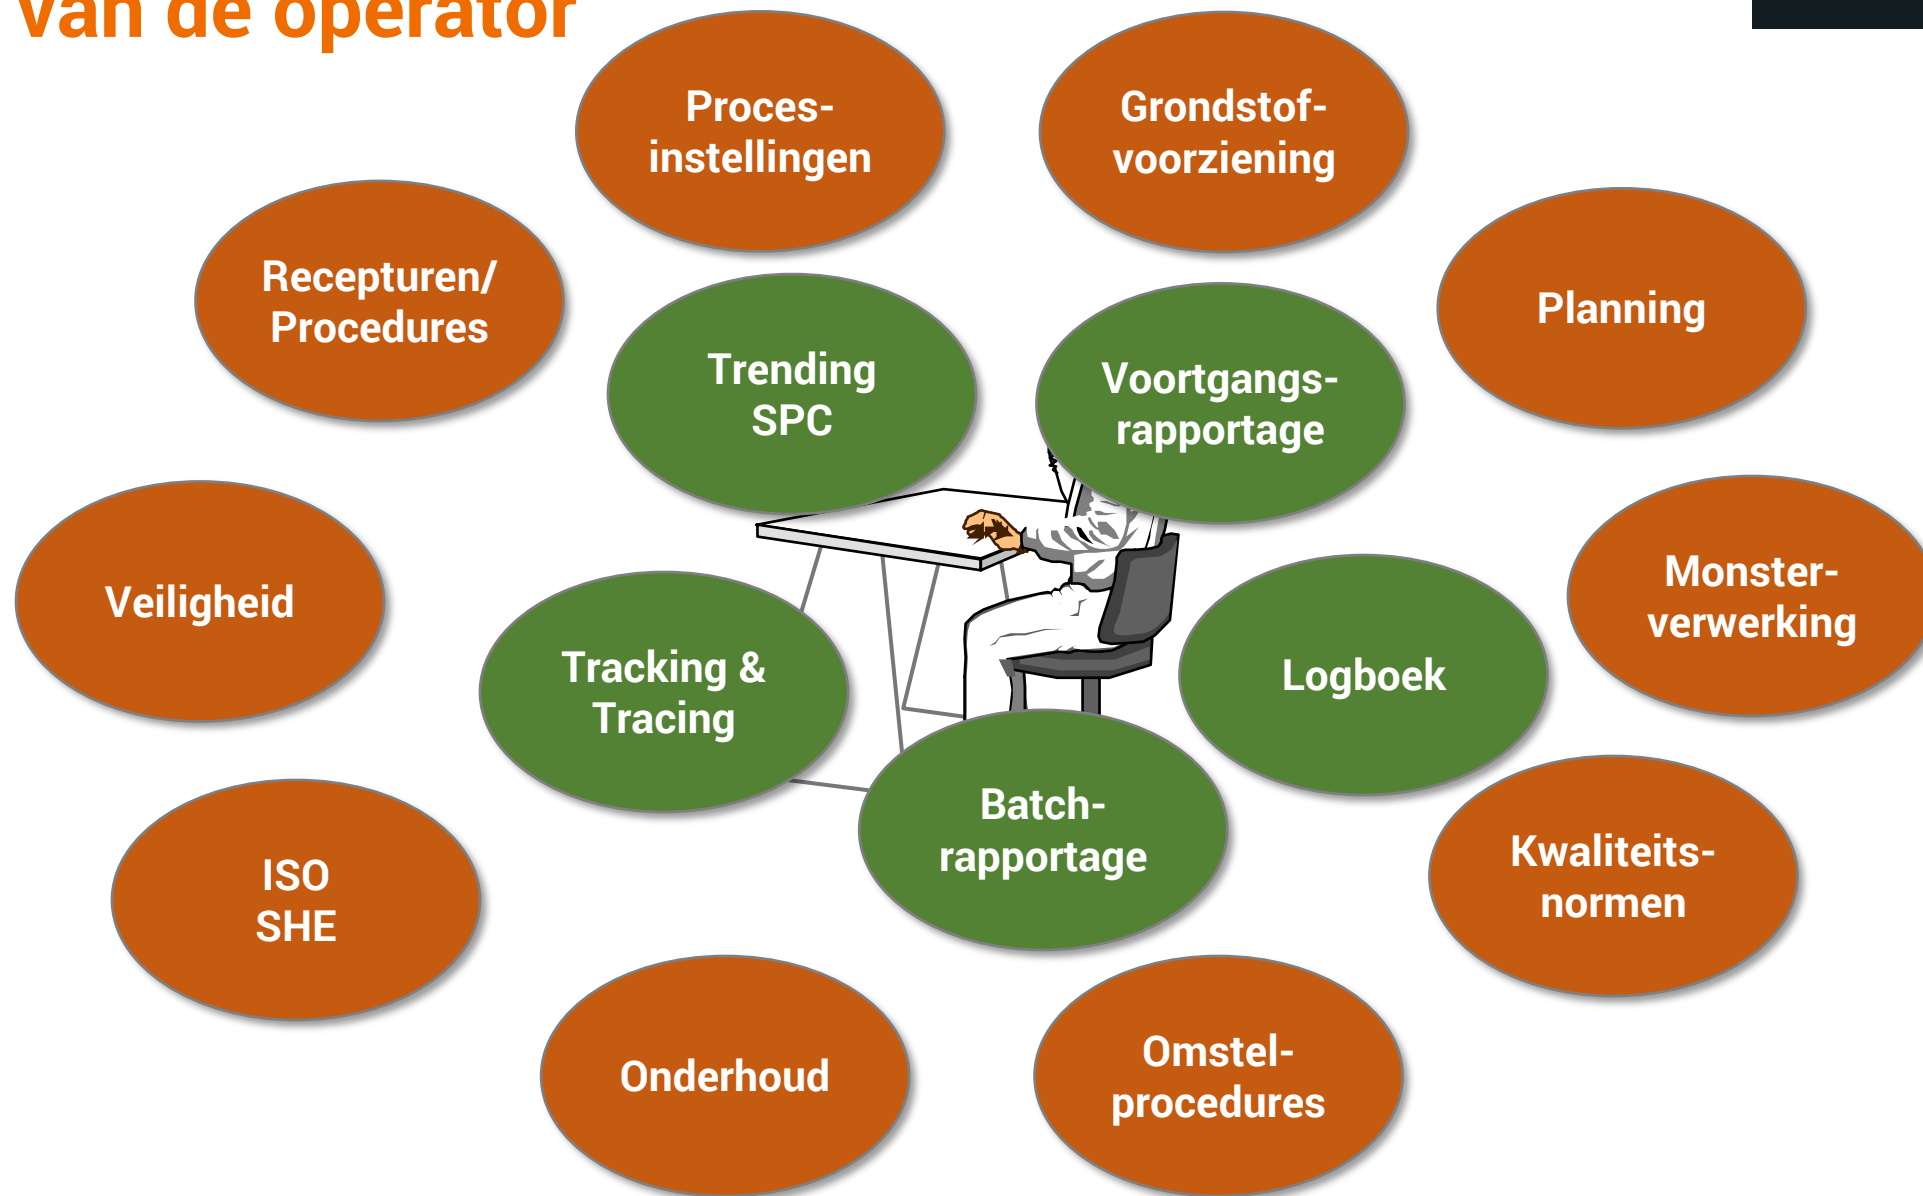 van de operator
Proces-
instellingen
Grondstof-
voorziening
Recepturen/
Procedures
Planning
Trending
SPC
Voortgangs-
rapportage
Veiligheid
Monster-
verwerking
Tracking &
Tracing
Logboek
Batch-
rapportage
ISO
SHE
Kwaliteits-
normen
Onderhoud
Omstel-
procedures